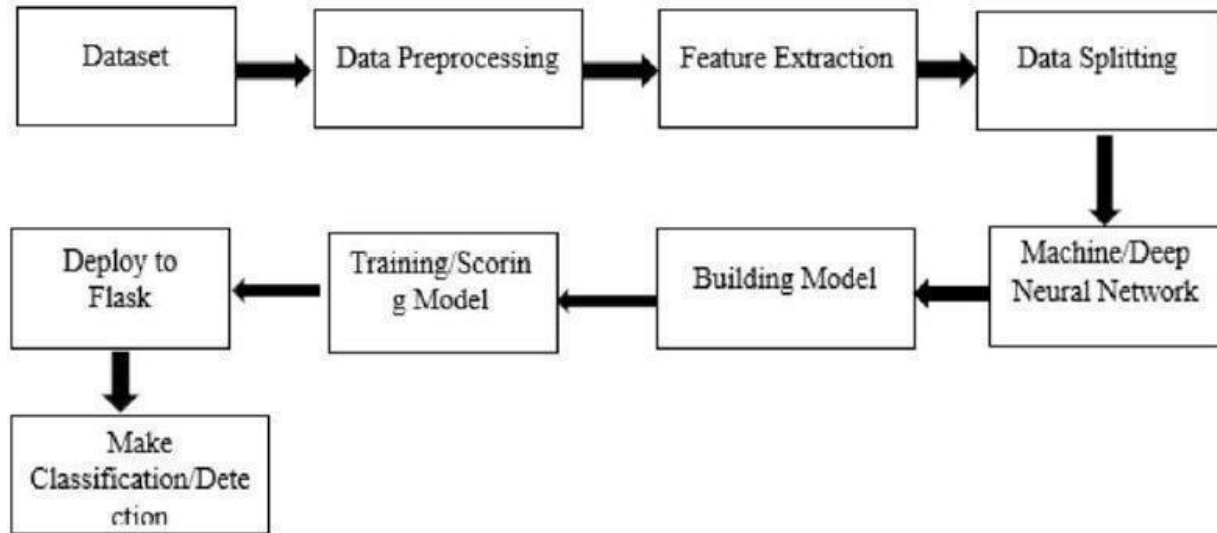 Dataset
Data Preprocessing
Feature Extraction
Data Splitting
Machine/Deep
Neural Network
Building Model
Training/Scorin
g Model
Deploy to
Flask
Make
Classification/Dete
ction